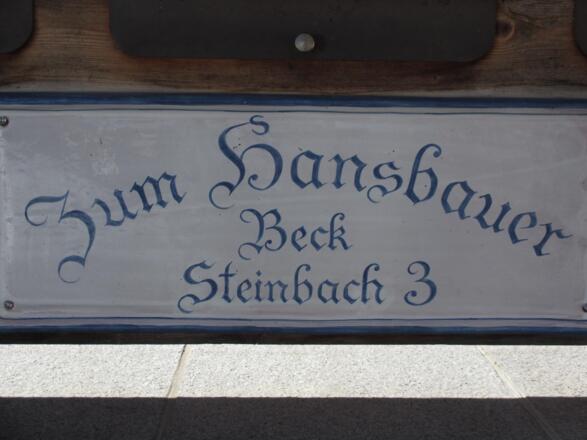 Zum Hansbauer
Beck
Steinbach 3